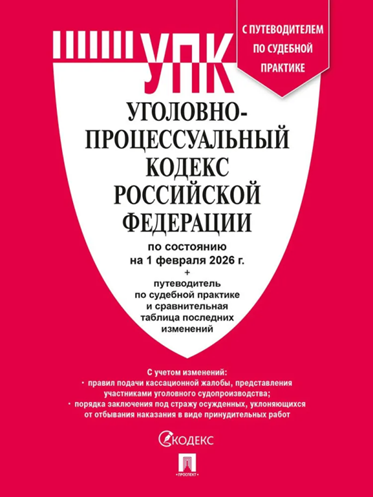 С ПУТЕВОДИТЕЛЕМ
ПО СУДЕБНОЙ
ПРАКТИКЕ
УПК
УГОЛОВНО-
ПРОЦЕССУАЛЬНЫЙ
КОДЕКС
РОССИЙСКОЙ
ФЕДЕРАЦИИ
по состоянию
на 1 февраля 2026 г.
+
путеводитель
по судебной практике
и сравнительная
таблица последних
изменений
С учетом изменений:
• правил подачи кассационной жалобы, представления
участниками уголовного судопроизводства;
• порядка заключения под стражу осужденных, уклоняющихся
от отбывания наказания в виде принудительных работ
КОДЕКС
•ПРОСПЕКТ•